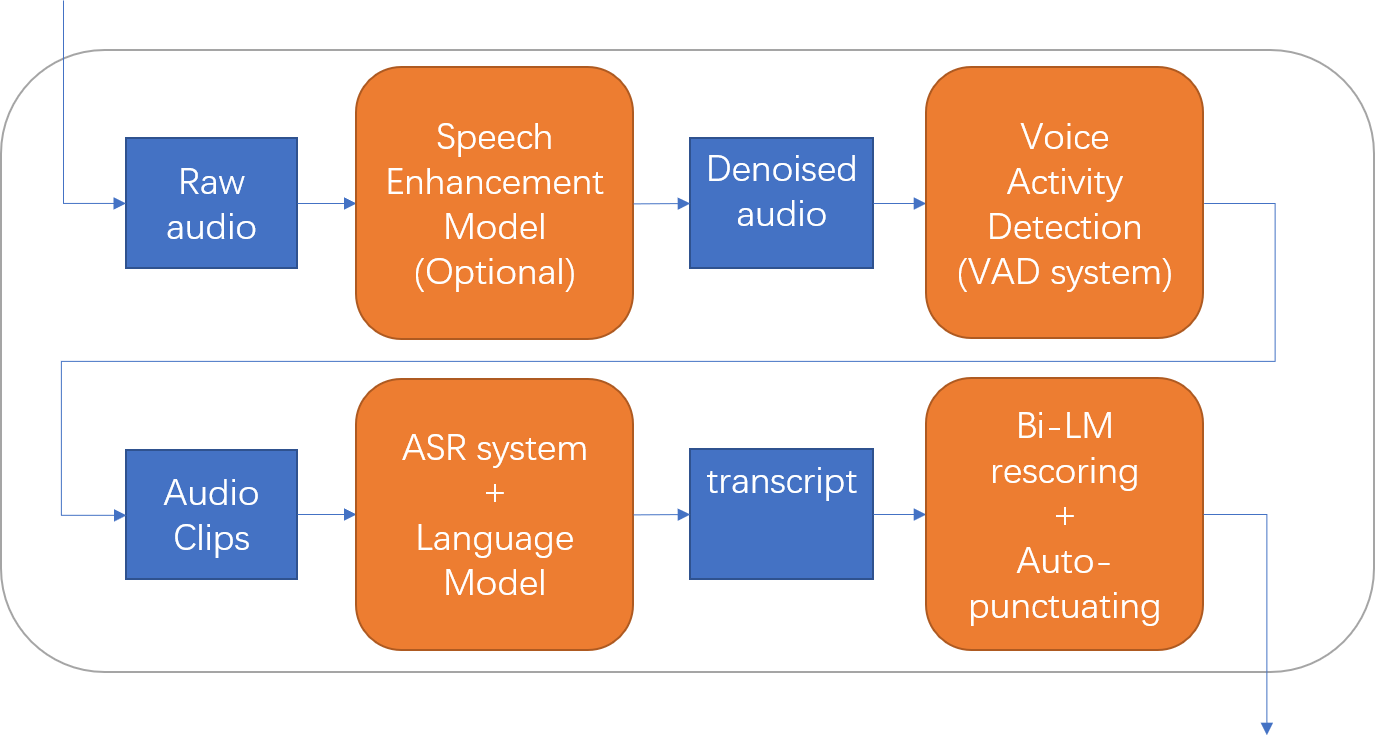 Raw
audio
Speech
Enhancement
Model
(Optional)
Denoised
audio
Voice
Activity
Detection
(VAD system)
Audio
Clips
ASR system
+
Language
Model
transcript
Bi-LM
rescoring
+
Auto-
punctuating